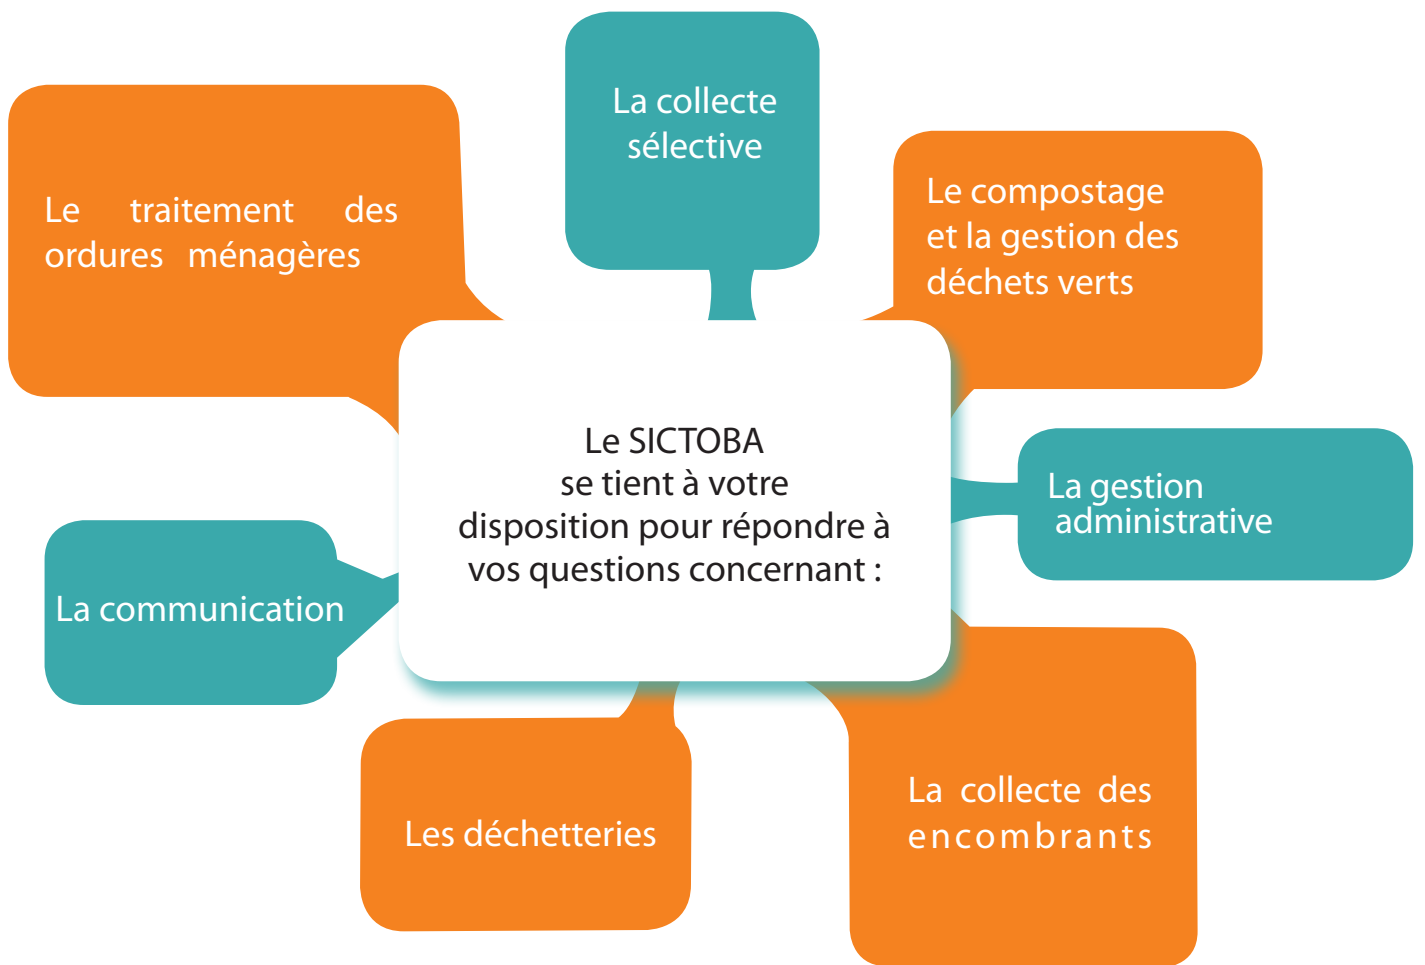 La collecte
sélective
Le traitement des
ordures ménagères
Le compostage
et la gestion des
déchets verts
Le SICTOBA
se tient à votre
disposition pour répondre à
vos questions concernant :
La gestion
administrative
La communication
Les déchetteries
La collecte des
encombrants